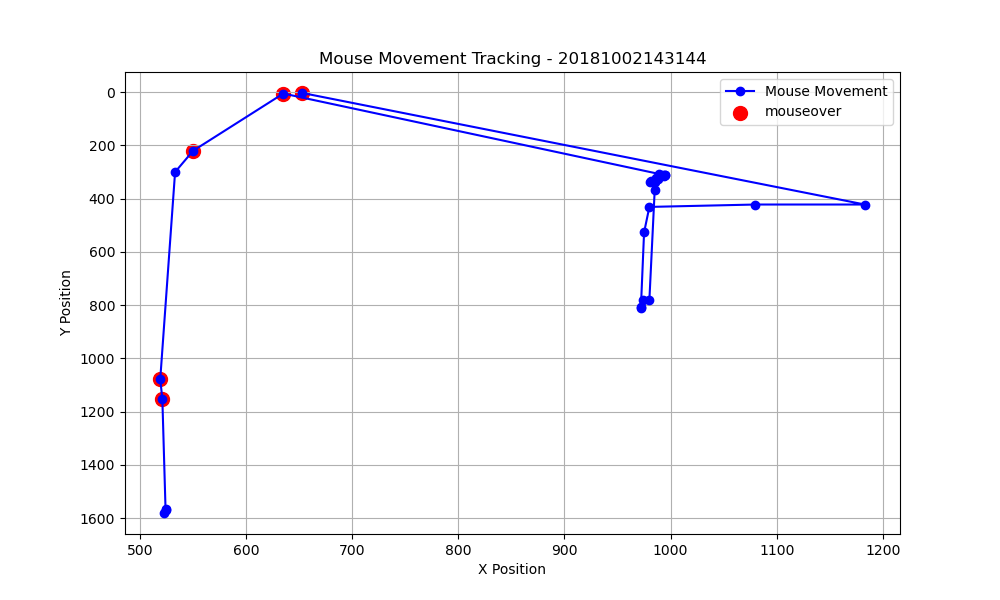 Mouse Movement Tracking - 20181002143144
Mouse Movement
mouseover
Y Position
0
200
400
600
800
1000
1200
1400
1600
500 600 700 800 900 1000 1100 1200
X Position